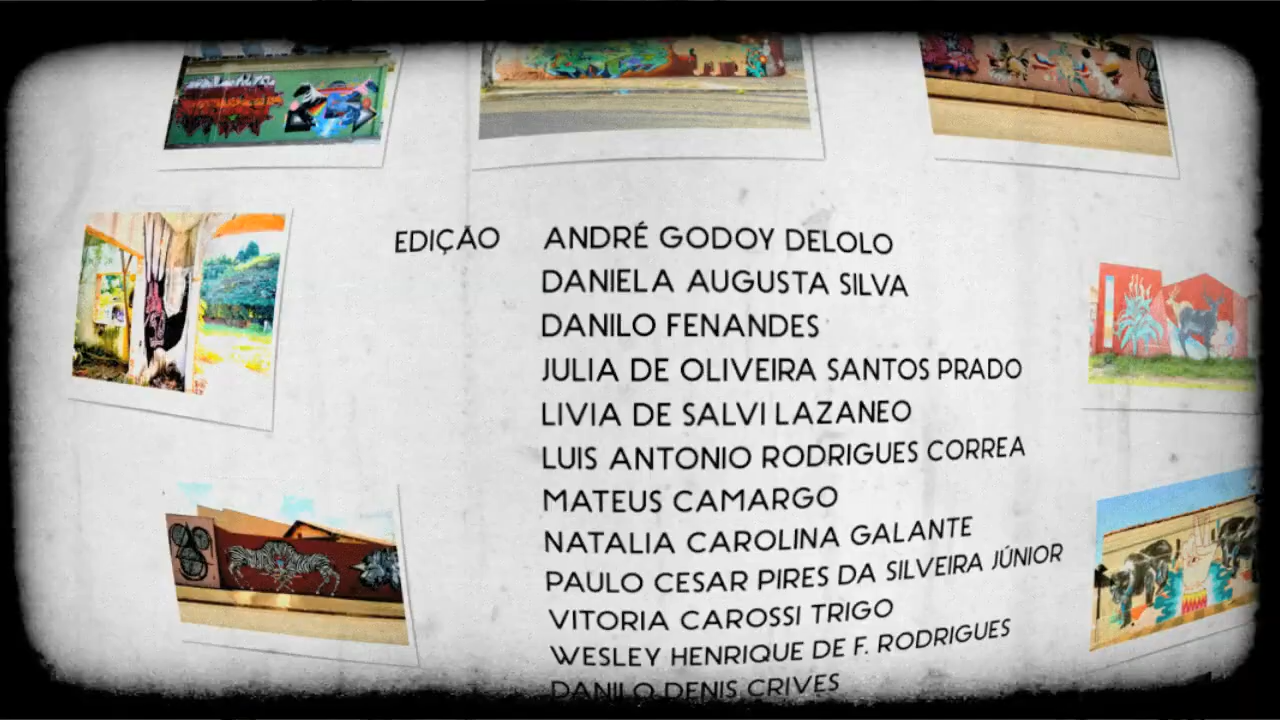 EDIÇÃO ANDRÉ GODOY DELOLO
DANIELA AUGUSTA SILVA
DANILO FENANDES
JULIA DE OLIVEIRA SANTOS PRADO
LIVIA DE SALVI LAZANEO
LUIS ANTONIO RODRIGUES CORREA
MATEUS CAMARGO
NATALIA CAROLINA GALANTE
PAULO CESAR PIRES DA SILVEIRA JÚNIOR
VITORIA CAROSSI TRIGO
WESLEY HENRIQUE DE F. RODRIGUES
DANILO DENIS CRIVES